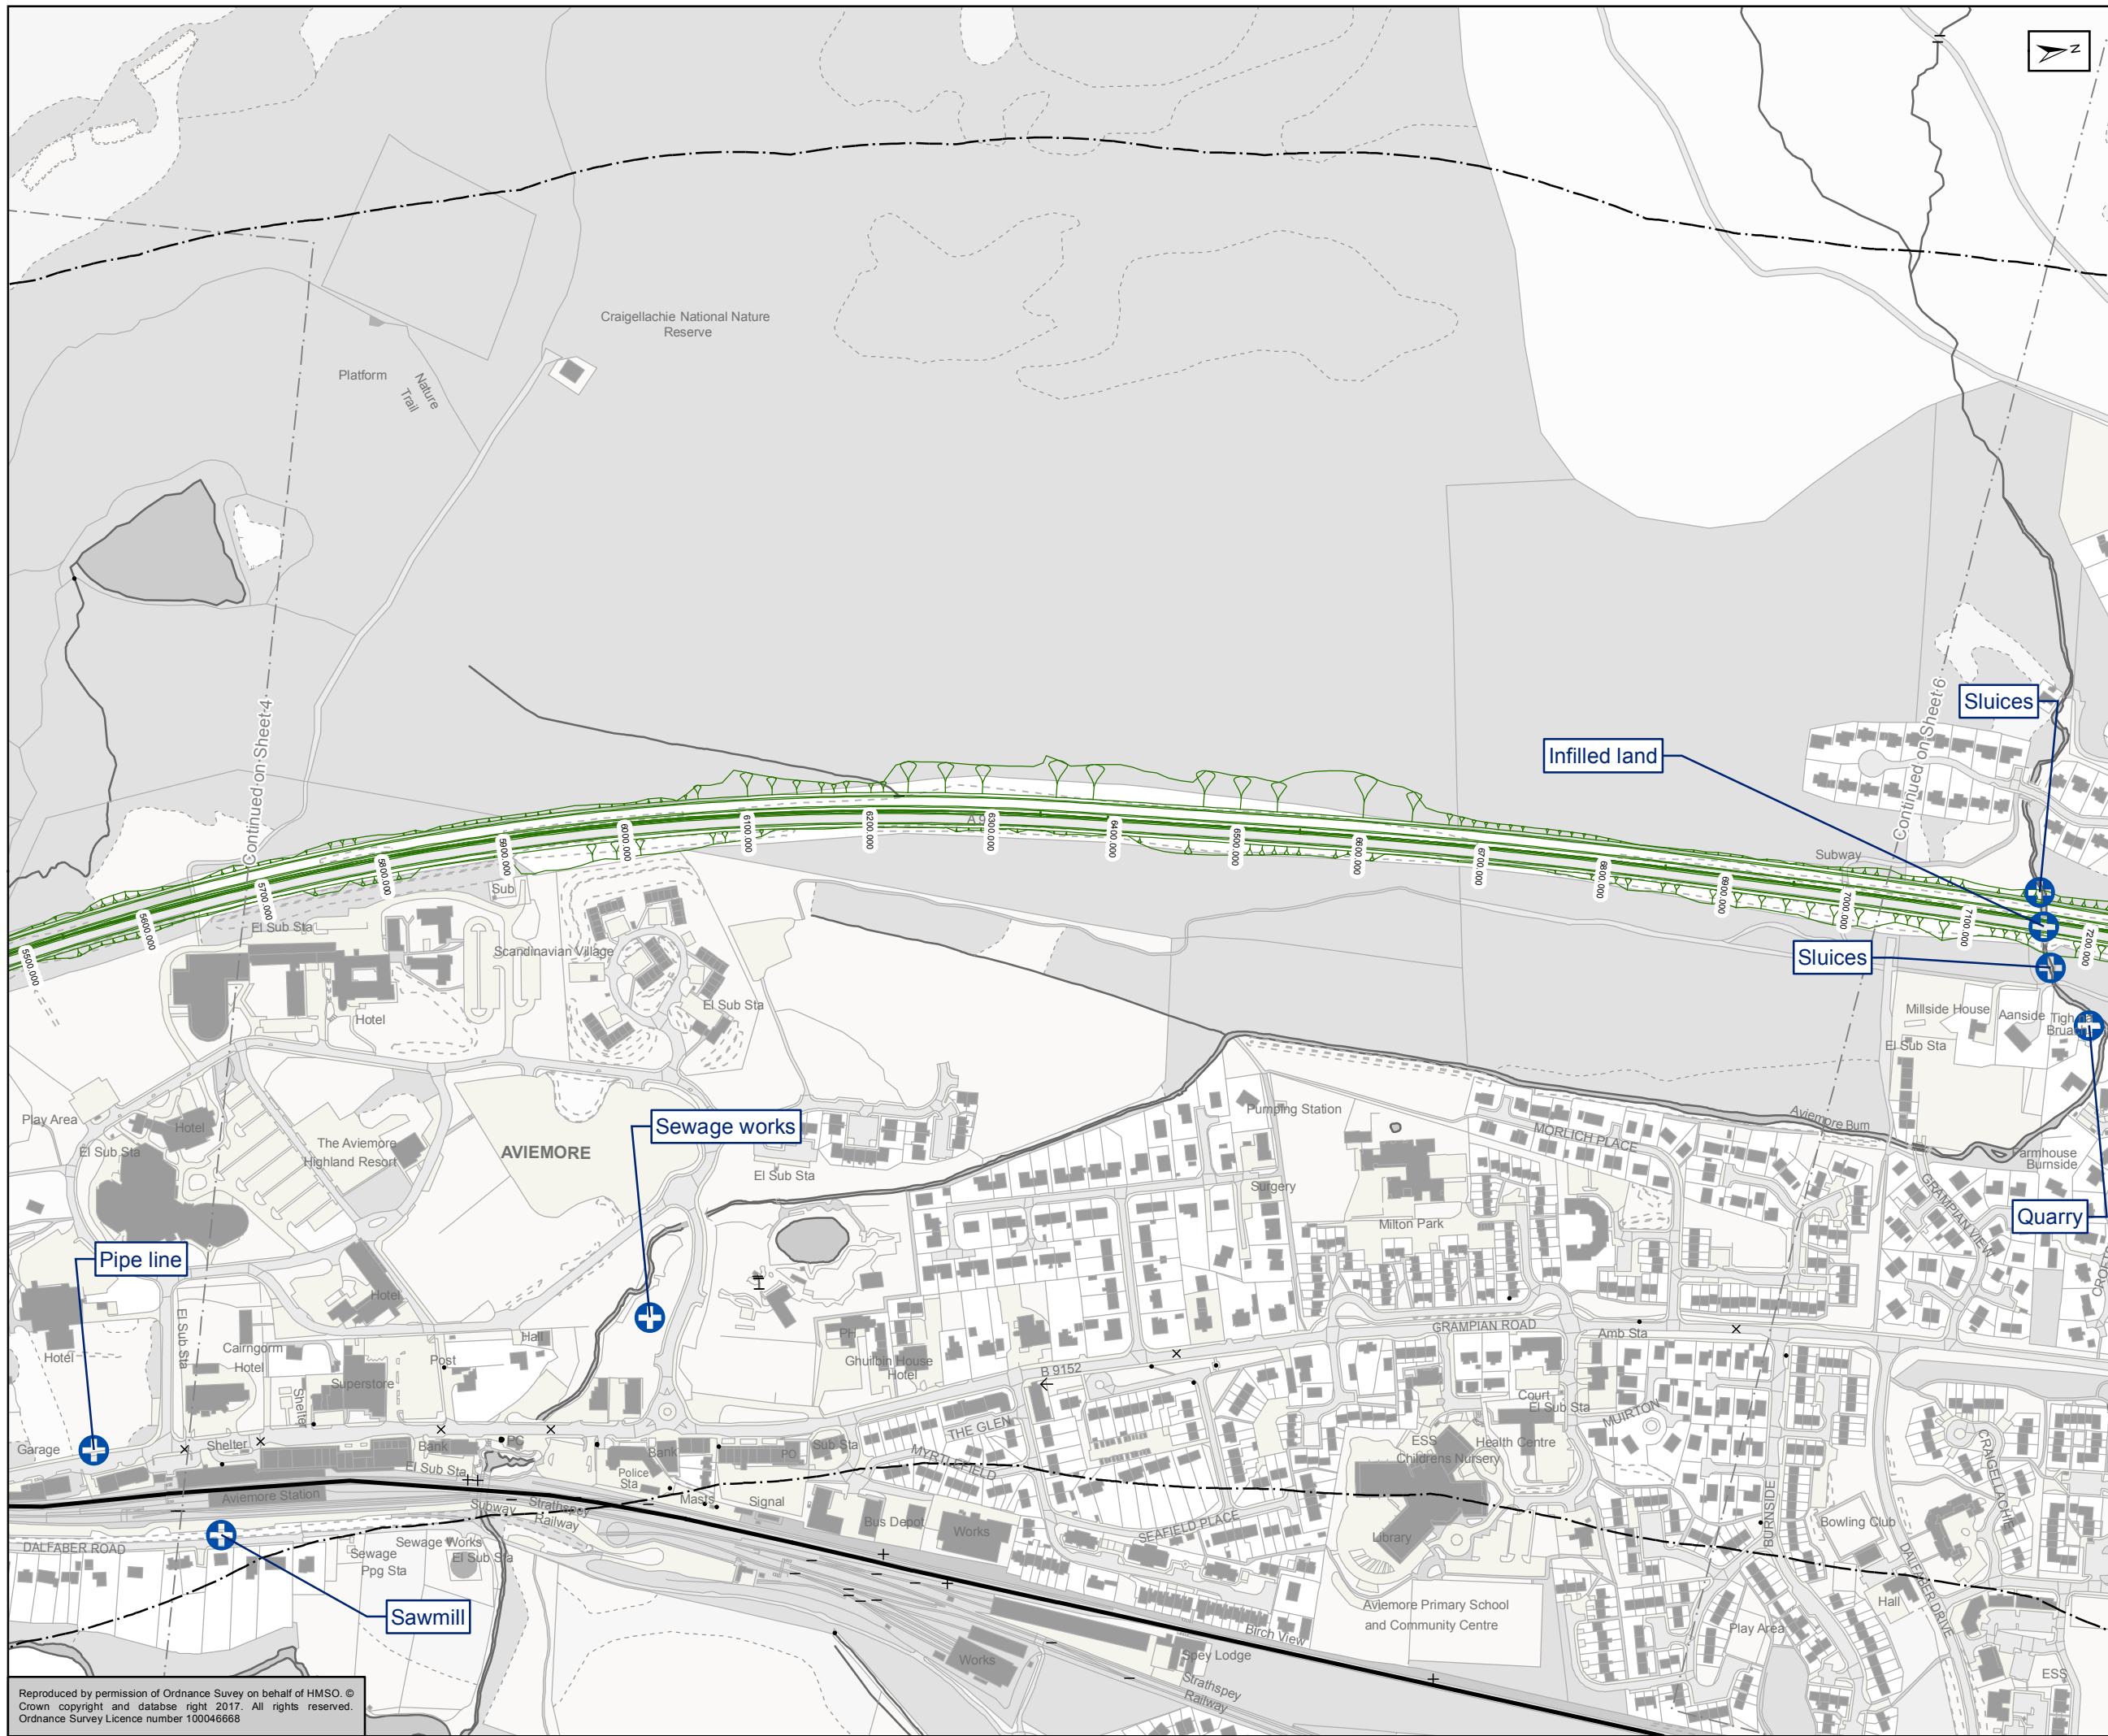 N
Craigellachie National Nature
Reserve
Platform
Nature
Trail
Continued on Sheet 4
Continued on Sheet 6
Sluices
Infilled land
Subway
A 9
5500.000
5600.000
5700.000
5800.000
5900.000
6000.000
6100.000
6200.000
6300.000
6400.000
6500.000
6600.000
6700.000
6800.000
6900.000
7000.000
7100.000
7200.000
Sub
El Sub Sta
Scandinavian Village
El Sub Sta
Hotel
Sluices
Millside House
Aanside
El Sub Sta
Play Area
Hotel
El Sub Sta
The Aviemore
Highland Resort
AVIEMORE
Sewage works
El Sub Sta
Pumping Station
MORLICH PLACE
Aviemore Burn
Farmhouse
Burnside
Surgery
Milton Park
GRAMPIAN VIEW
Quarry
Pipe line
Hotel
El Sub Sta
Hotel
Cairngorm
Hotel
Shelter
Superstore
Post
Hall
PH
Ghuilbin House
Hotel
B 9152
GRAMPIAN ROAD
Amb Sta
Court
El Sub Sta
MUIRTON
Garage
Shelter
Bank
PC
El Sub Sta
Bank
PO
Sub Sta
THE GLEN
MYRTLEFIELD
ESS
Childrens Nursery
Health Centre
CRAIGELLACHIE
Police
Sta
Masts
Signal
Aviemore Station
Subway
Strathspey
Railway
Bus Depot
Works
SEAFIELD PLACE
Library
BURNSIDE
Bowling Club
DALFABER ROAD
Sewage
Ppg Sta
Sewage Works
El Sub Sta
DALFABER DRIVE
Sawmill
Aviemore Primary School
and Community Centre
Hall
Play Area
Birch View
Spey Lodge
Works
Strathspey
Railway
ESS
Reproduced by permission of Ordnance Suvey on behalf of HMSO. ©
Crown copyright and databse right 2017. All rights reserved.
Ordnance Survey Licence number 100046668